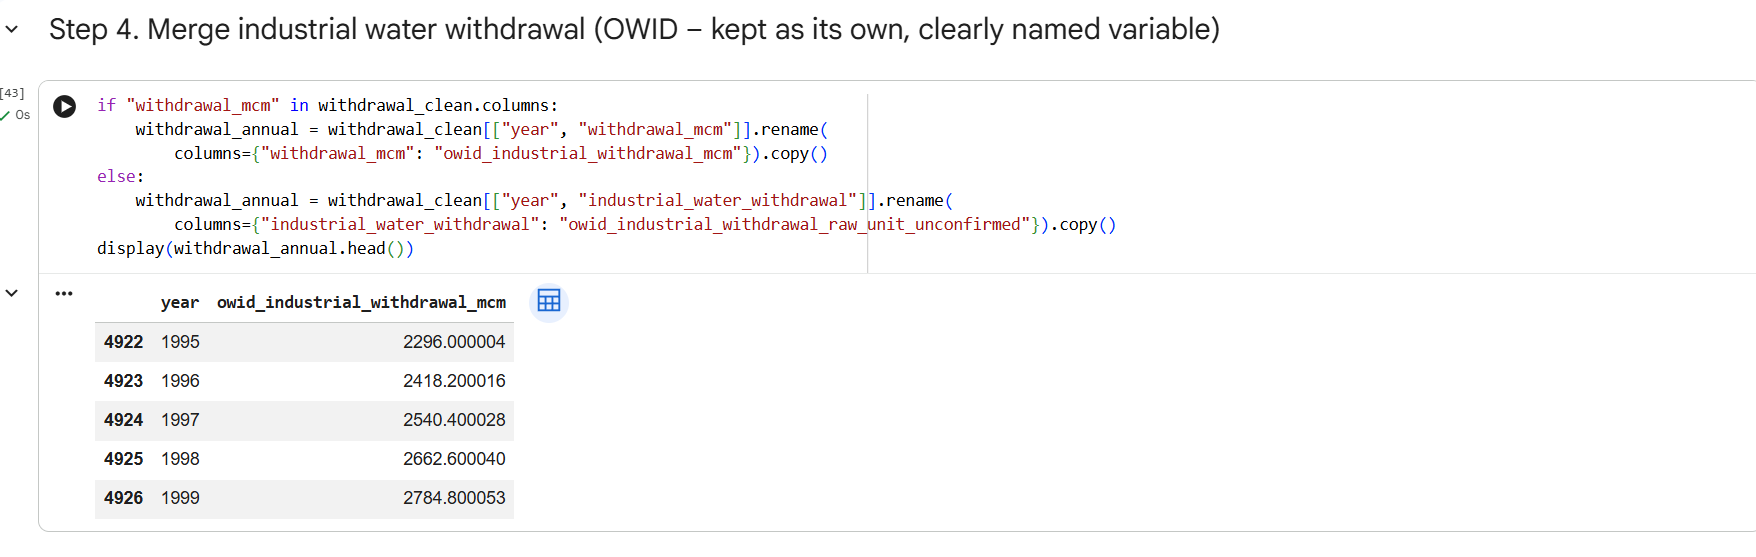 Step 4. Merge industrial water withdrawal (OWID – kept as its own, clearly named variable)
[43]
0s
if "withdrawal_mcm" in withdrawal_clean.columns:
    withdrawal_annual = withdrawal_clean[["year", "withdrawal_mcm"]].rename(
        columns={"withdrawal_mcm": "owid_industrial_withdrawal_mcm"}).copy()
else:
    withdrawal_annual = withdrawal_clean[["year", "industrial_water_withdrawal"]].rename(
        columns={"industrial_water_withdrawal": "owid_industrial_withdrawal_raw_unit_unconfirmed"}).copy()
display(withdrawal_annual.head())
year owid_industrial_withdrawal_mcm
4922 1995 2296.000004
4923 1996 2418.200016
4924 1997 2540.400028
4925 1998 2662.600040
4926 1999 2784.800053